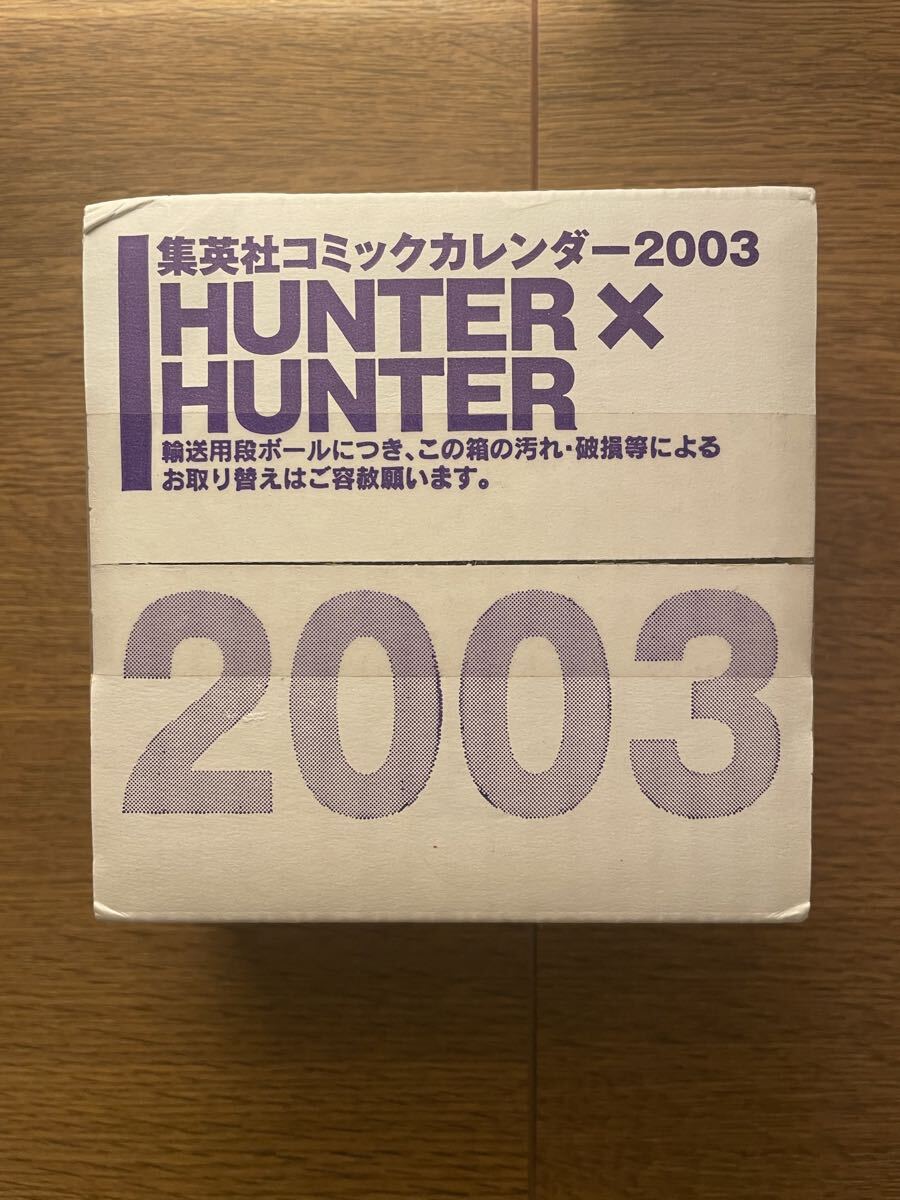 集英社コミックカレンダー2003
HUNTER×
HUNTER
輸送用段ボールにつき、この箱の汚れ・破損等による
お取り替えはご容赦願います。
2003